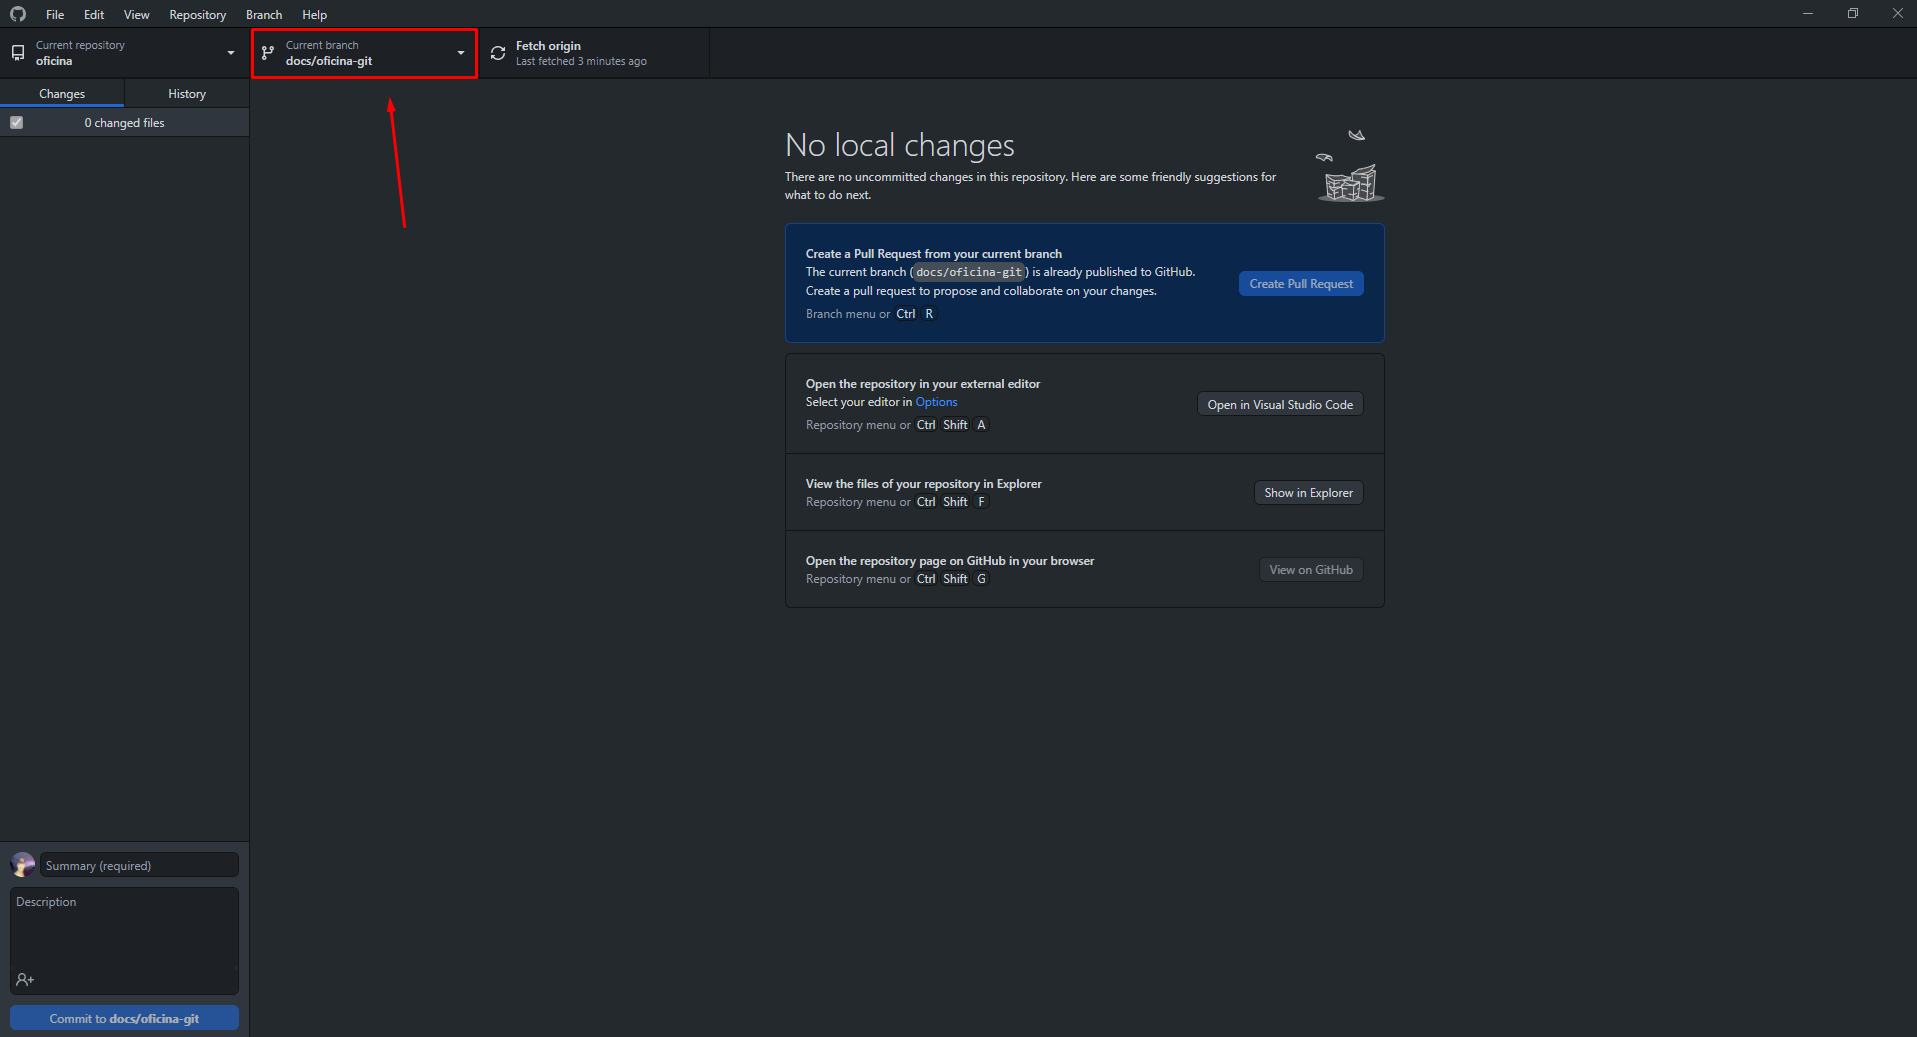 File Edit View Repository Branch Help
Current repository
oficina
Current branch
docs/oficina-git
Fetch origin
Last fetched 3 minutes ago
Changes
History
0 changed files
No local changes
There are no uncommitted changes in this repository. Here are some friendly suggestions for
what to do next.
Create a Pull Request from your current branch
The current branch (docs/oficina-git) is already published to GitHub.
Create a pull request to propose and collaborate on your changes.
Branch menu or Ctrl R
Create Pull Request
Open the repository in your external editor
Select your editor in Options
Repository menu or Ctrl Shift A
Open in Visual Studio Code
View the files of your repository in Explorer
Repository menu or Ctrl Shift F
Show in Explorer
Open the repository page on GitHub in your browser
Repository menu or Ctrl Shift G
View on GitHub
Summary (required)
Description
Commit to docs/oficina-git